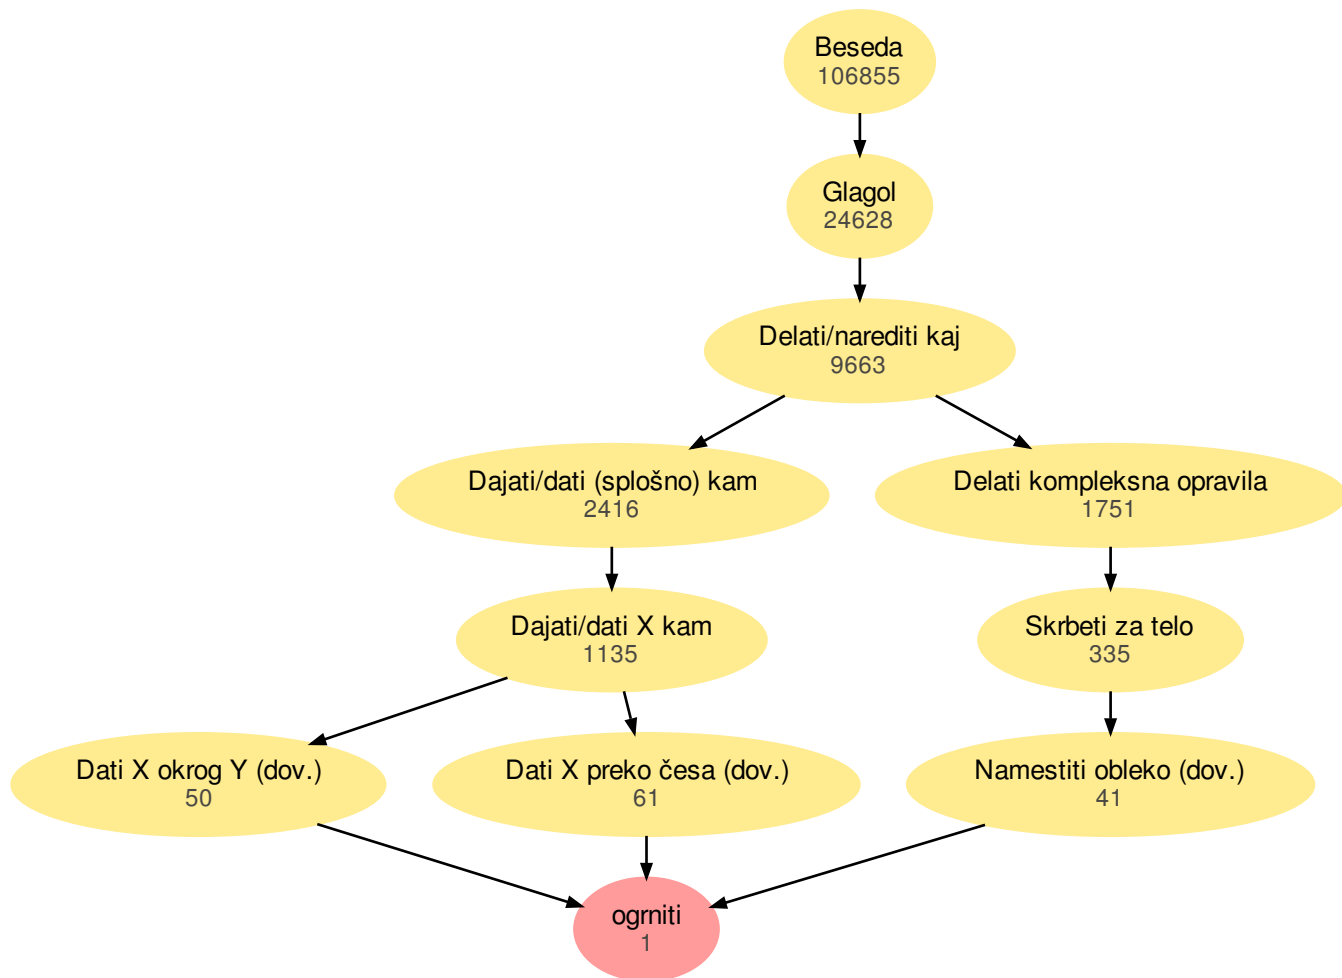 Beseda
106855
Glagol
24628
Delati/narediti kaj
9663
Dajati/dati (splošno) kam
2416
Delati kompleksna opravila
1751
Dajati/dati X kam
1135
Skrbeti za telo
335
Dati X okrog Y (dov.)
50
Dati X preko česa (dov.)
61
Namestiti obleko (dov.)
41
ogrniti
1